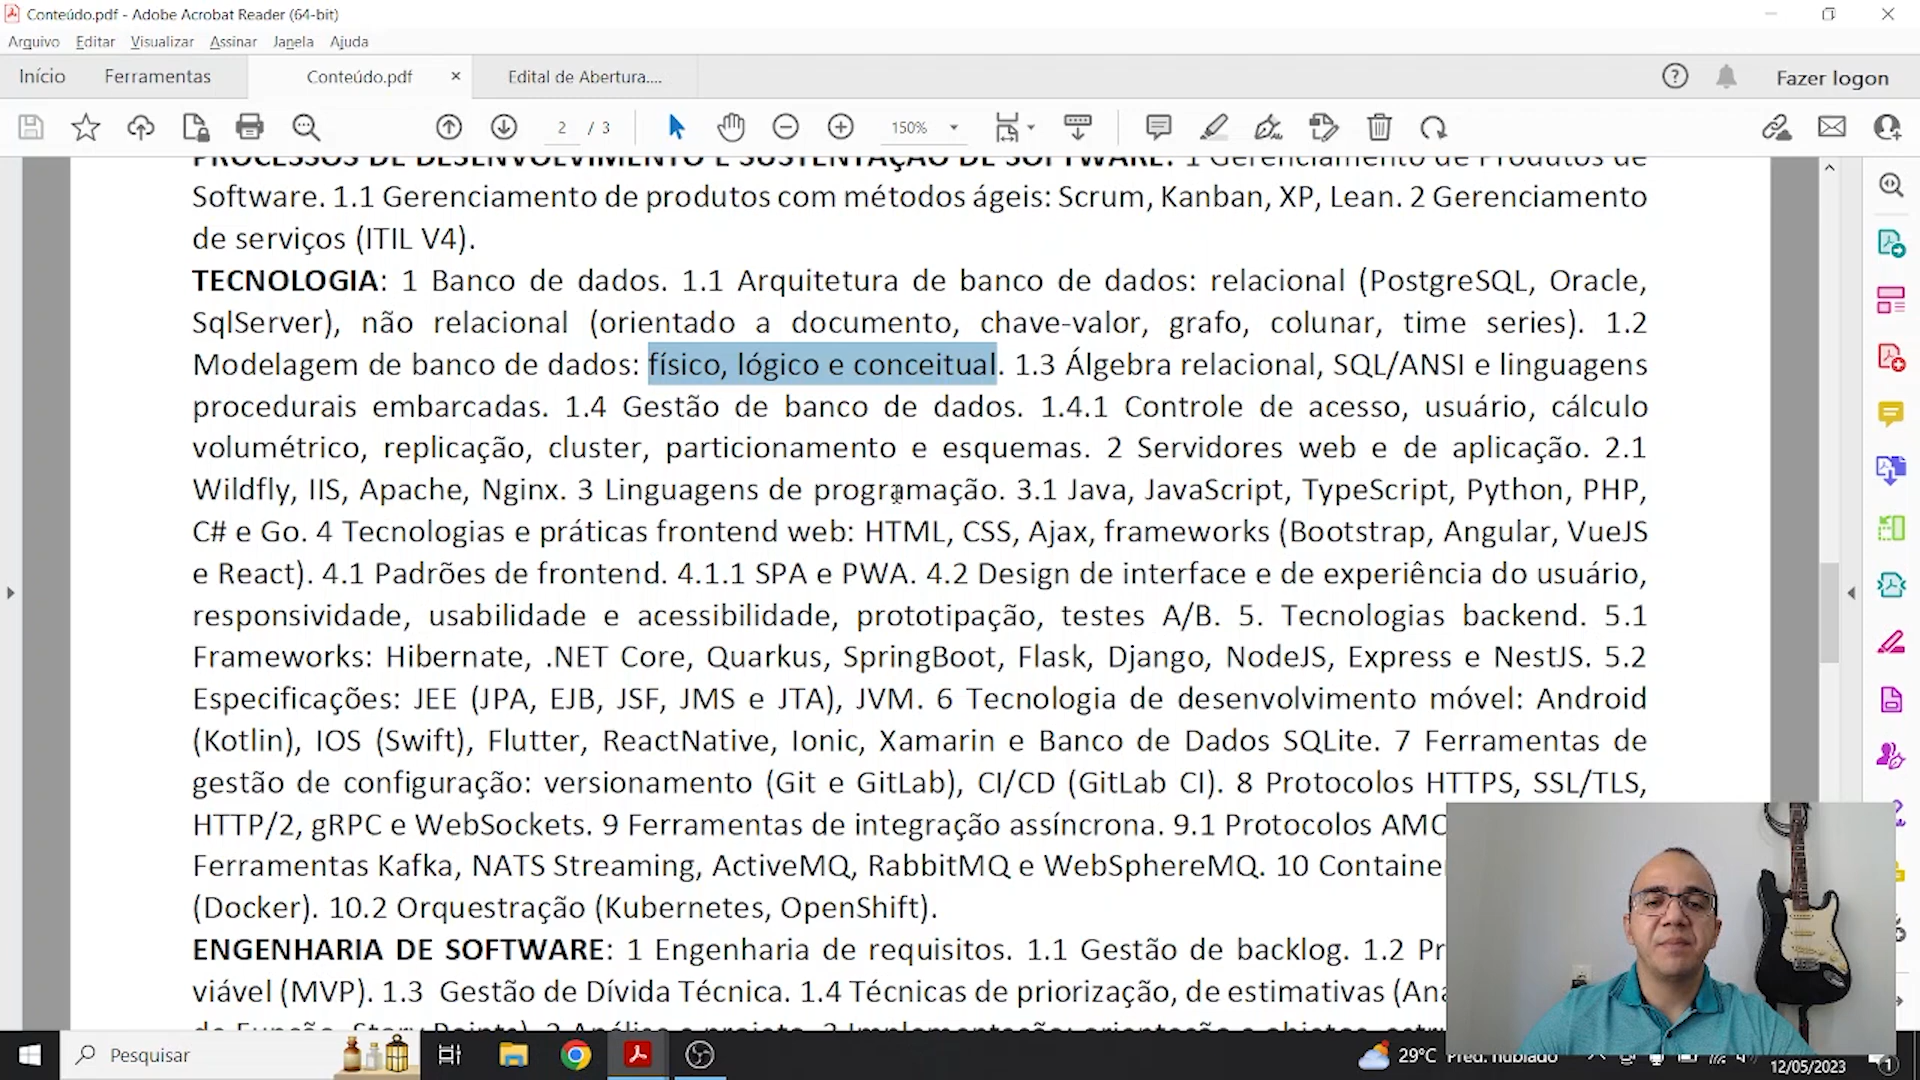 Conteúdo.pdf - Adobe Acrobat Reader (64-bit)
Arquivo Editar Visualizar Assinar Janela Ajuda
Início Ferramentas Conteúdo.pdf × Edital de Abertura.... Fazer logon
2 / 3 150%
PROCESSOS DE DESENVOLVIMENTO E SUSTENTAÇÃO DE SOFTWARE: 1 Gerenciamento de Produtos de
Software. 1.1 Gerenciamento de produtos com métodos ágeis: Scrum, Kanban, XP, Lean. 2 Gerenciamento
de serviços (ITIL V4).
TECNOLOGIA: 1 Banco de dados. 1.1 Arquitetura de banco de dados: relacional (PostgreSQL, Oracle,
SqlServer), não relacional (orientado a documento, chave-valor, grafo, colunar, time series). 1.2
Modelagem de banco de dados: físico, lógico e conceitual. 1.3 Álgebra relacional, SQL/ANSI e linguagens
procedurais embarcadas. 1.4 Gestão de banco de dados. 1.4.1 Controle de acesso, usuário, cálculo
volumétrico, replicação, cluster, particionamento e esquemas. 2 Servidores web e de aplicação. 2.1
Wildfly, IIS, Apache, Nginx. 3 Linguagens de programação. 3.1 Java, JavaScript, TypeScript, Python, PHP,
C# e Go. 4 Tecnologias e práticas frontend web: HTML, CSS, Ajax, frameworks (Bootstrap, Angular, VueJS
e React). 4.1 Padrões de frontend. 4.1.1 SPA e PWA. 4.2 Design de interface e de experiência do usuário,
responsividade, usabilidade e acessibilidade, prototipação, testes A/B. 5. Tecnologias backend. 5.1
Frameworks: Hibernate, .NET Core, Quarkus, SpringBoot, Flask, Django, NodeJS, Express e NestJS. 5.2
Especificações: JEE (JPA, EJB, JSF, JMS e JTA), JVM. 6 Tecnologia de desenvolvimento móvel: Android
(Kotlin), IOS (Swift), Flutter, ReactNative, Ionic, Xamarin e Banco de Dados SQLite. 7 Ferramentas de
gestão de configuração: versionamento (Git e GitLab), CI/CD (GitLab CI). 8 Protocolos HTTPS, SSL/TLS,
HTTP/2, gRPC e WebSockets. 9 Ferramentas de integração assíncrona. 9.1 Protocolos
Ferramentas Kafka, NATS Streaming, ActiveMQ, RabbitMQ e WebSphereMQ. 10
(Docker). 10.2 Orquestração (Kubernetes, OpenShift).
ENGENHARIA DE SOFTWARE: 1 Engenharia de requisitos. 1.1 Gestão de backlog. 1.2
viável (MVP). 1.3 Gestão de Dívida Técnica. 1.4 Técnicas de priorização, de estimativas
Pesquisar 29°C Pred. nublado
12/05/2023 1